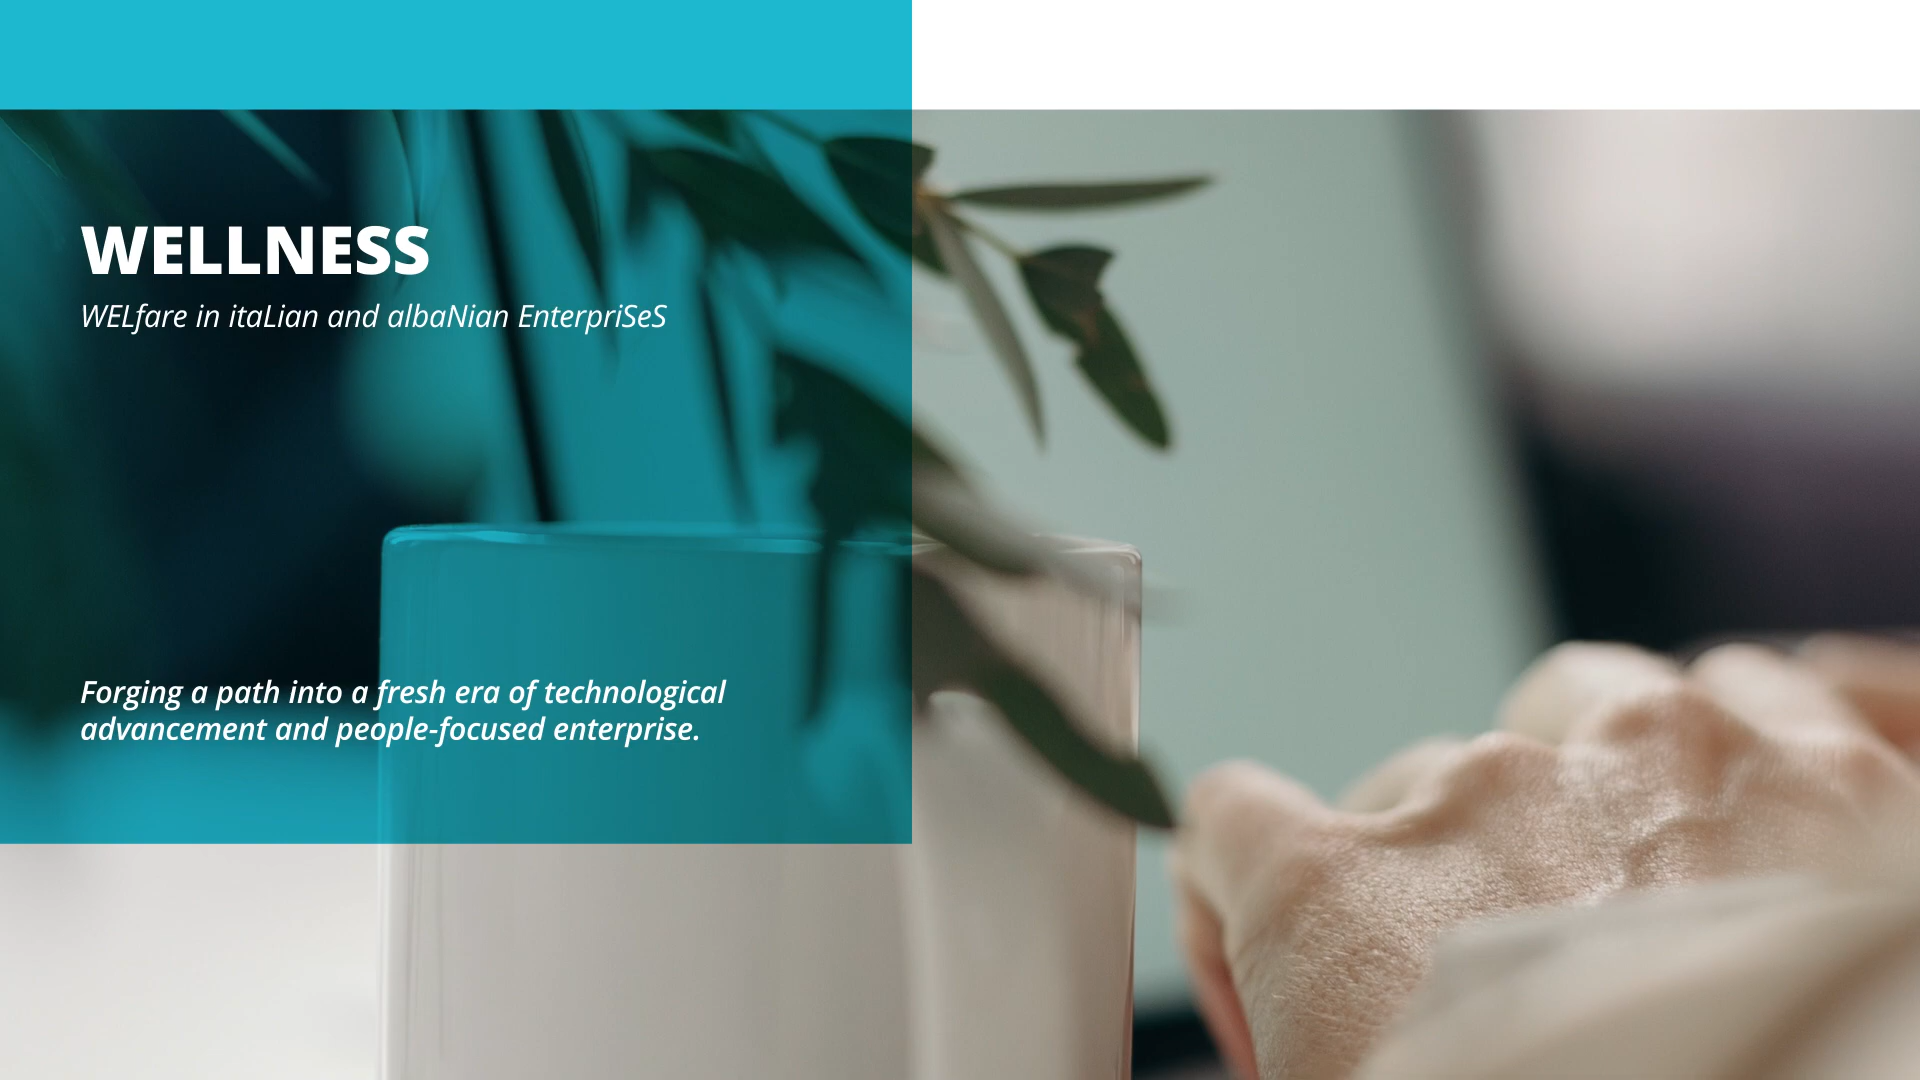 WELLNESS
WELfare in itaLian and albaNian EnterpriSeS
Forging a path into a fresh era of technological
advancement and people-focused enterprise.